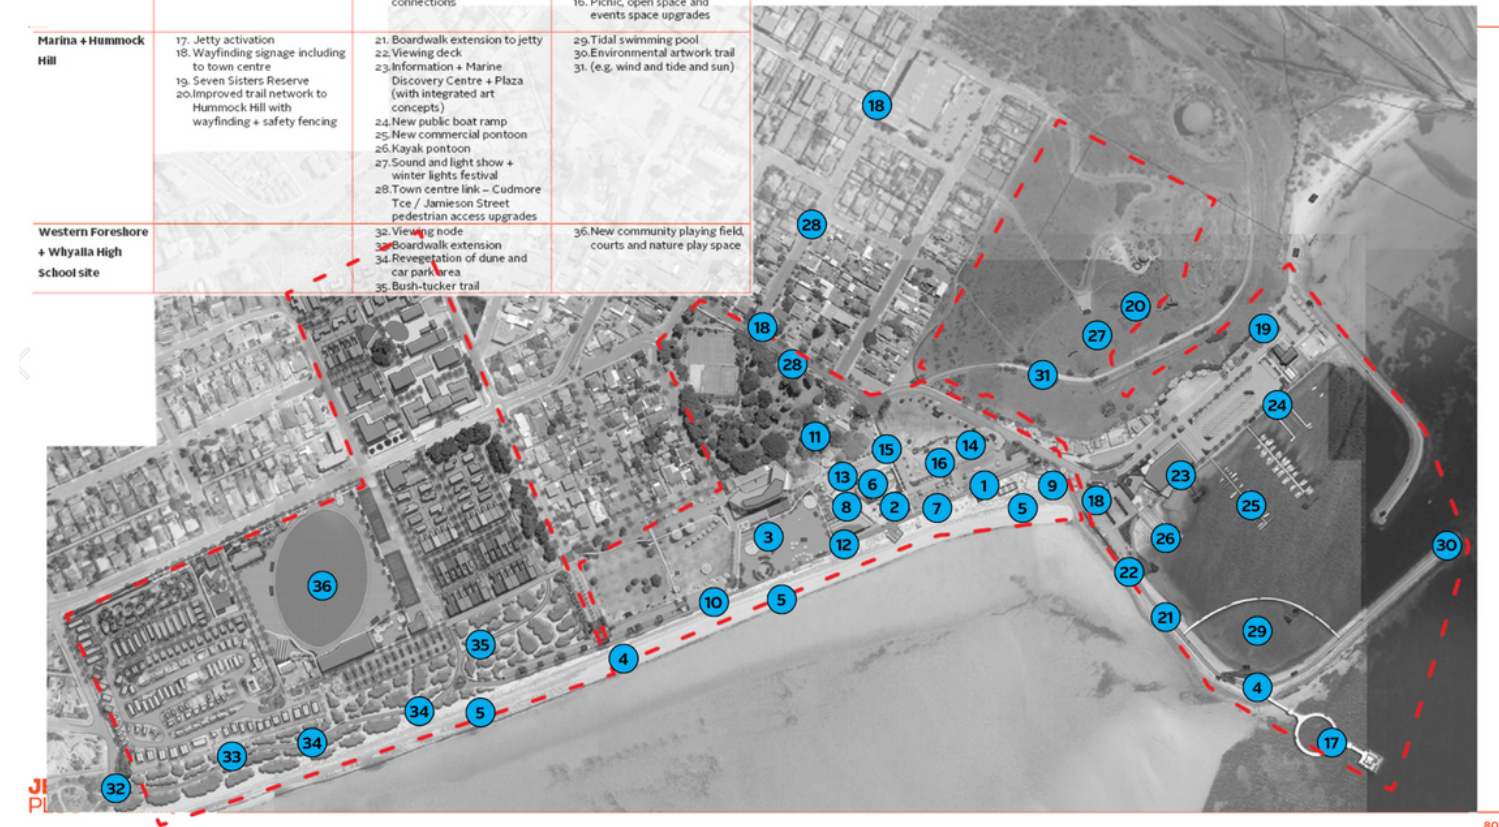 connections
16. Picnic, open space and
events space upgrades
Marina + Hummock
Hill
17. Jetty activation
18. Wayfinding signage including
to town centre
19. Seven Sisters Reserve
20.Improved trail network to
Hummock Hill with
wayfinding + safety fencing
21. Boardwalk extension to jetty
22.Viewing deck
23.Information + Marine
Discovery Centre + Plaza
(with integrated art
concepts)
24.New public boat ramp
25.New commercial pontoon
26.Kayak pontoon
27.Sound and light show +
winter lights festival
28.Town centre link – Cudmore
Tce / Jamieson Street
pedestrian access upgrades
29.Tidal swimming pool
30.Environmental artwork trail
31. (e.g. wind and tide and sun)
Western Foreshore
+ Whyalla High
School site
32.Viewing node
33.Boardwalk extension
34.Revegetation of dune and
car park area
35.Bush-tucker trail
36.New community playing field,
courts and nature play space
18
28
18
28
20
27
19
31
24
11
15
14
16
13
6
1
9
23
8
2
7
5
18
25
3
12
26
30
22
36
10
5
21
29
35
4
4
34
5
34
17
33
32
80